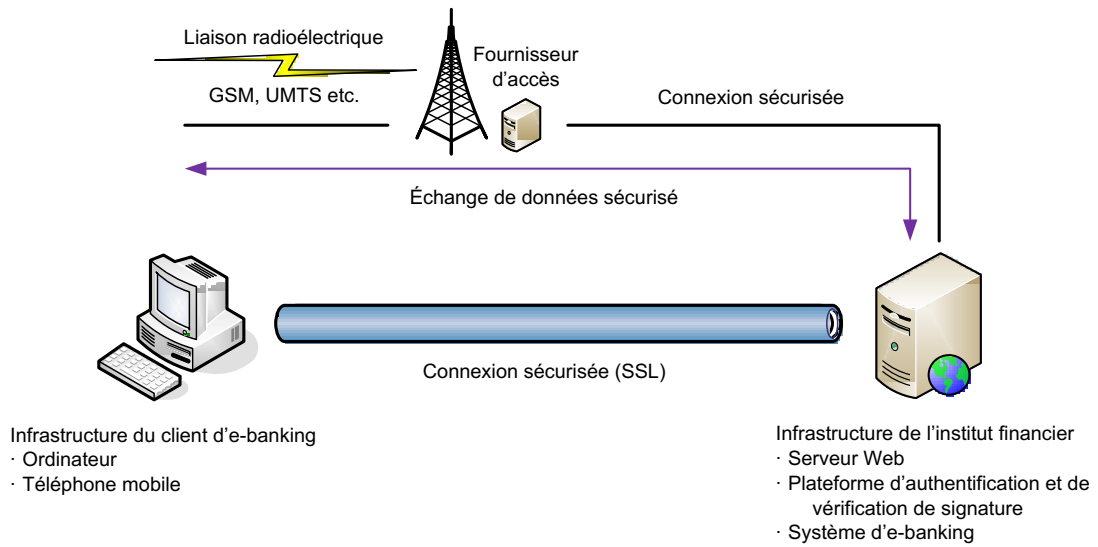 Liaison radioélectrique
GSM, UMTS etc.
Fournisseur
d'accès
Connexion sécurisée
Échange de données sécurisé
Connexion sécurisée (SSL)
Infrastructure du client d'e-banking
· Ordinateur
· Téléphone mobile
Infrastructure de l'institut financier
· Serveur Web
· Plateforme d'authentification et de
vérification de signature
· Système d'e-banking